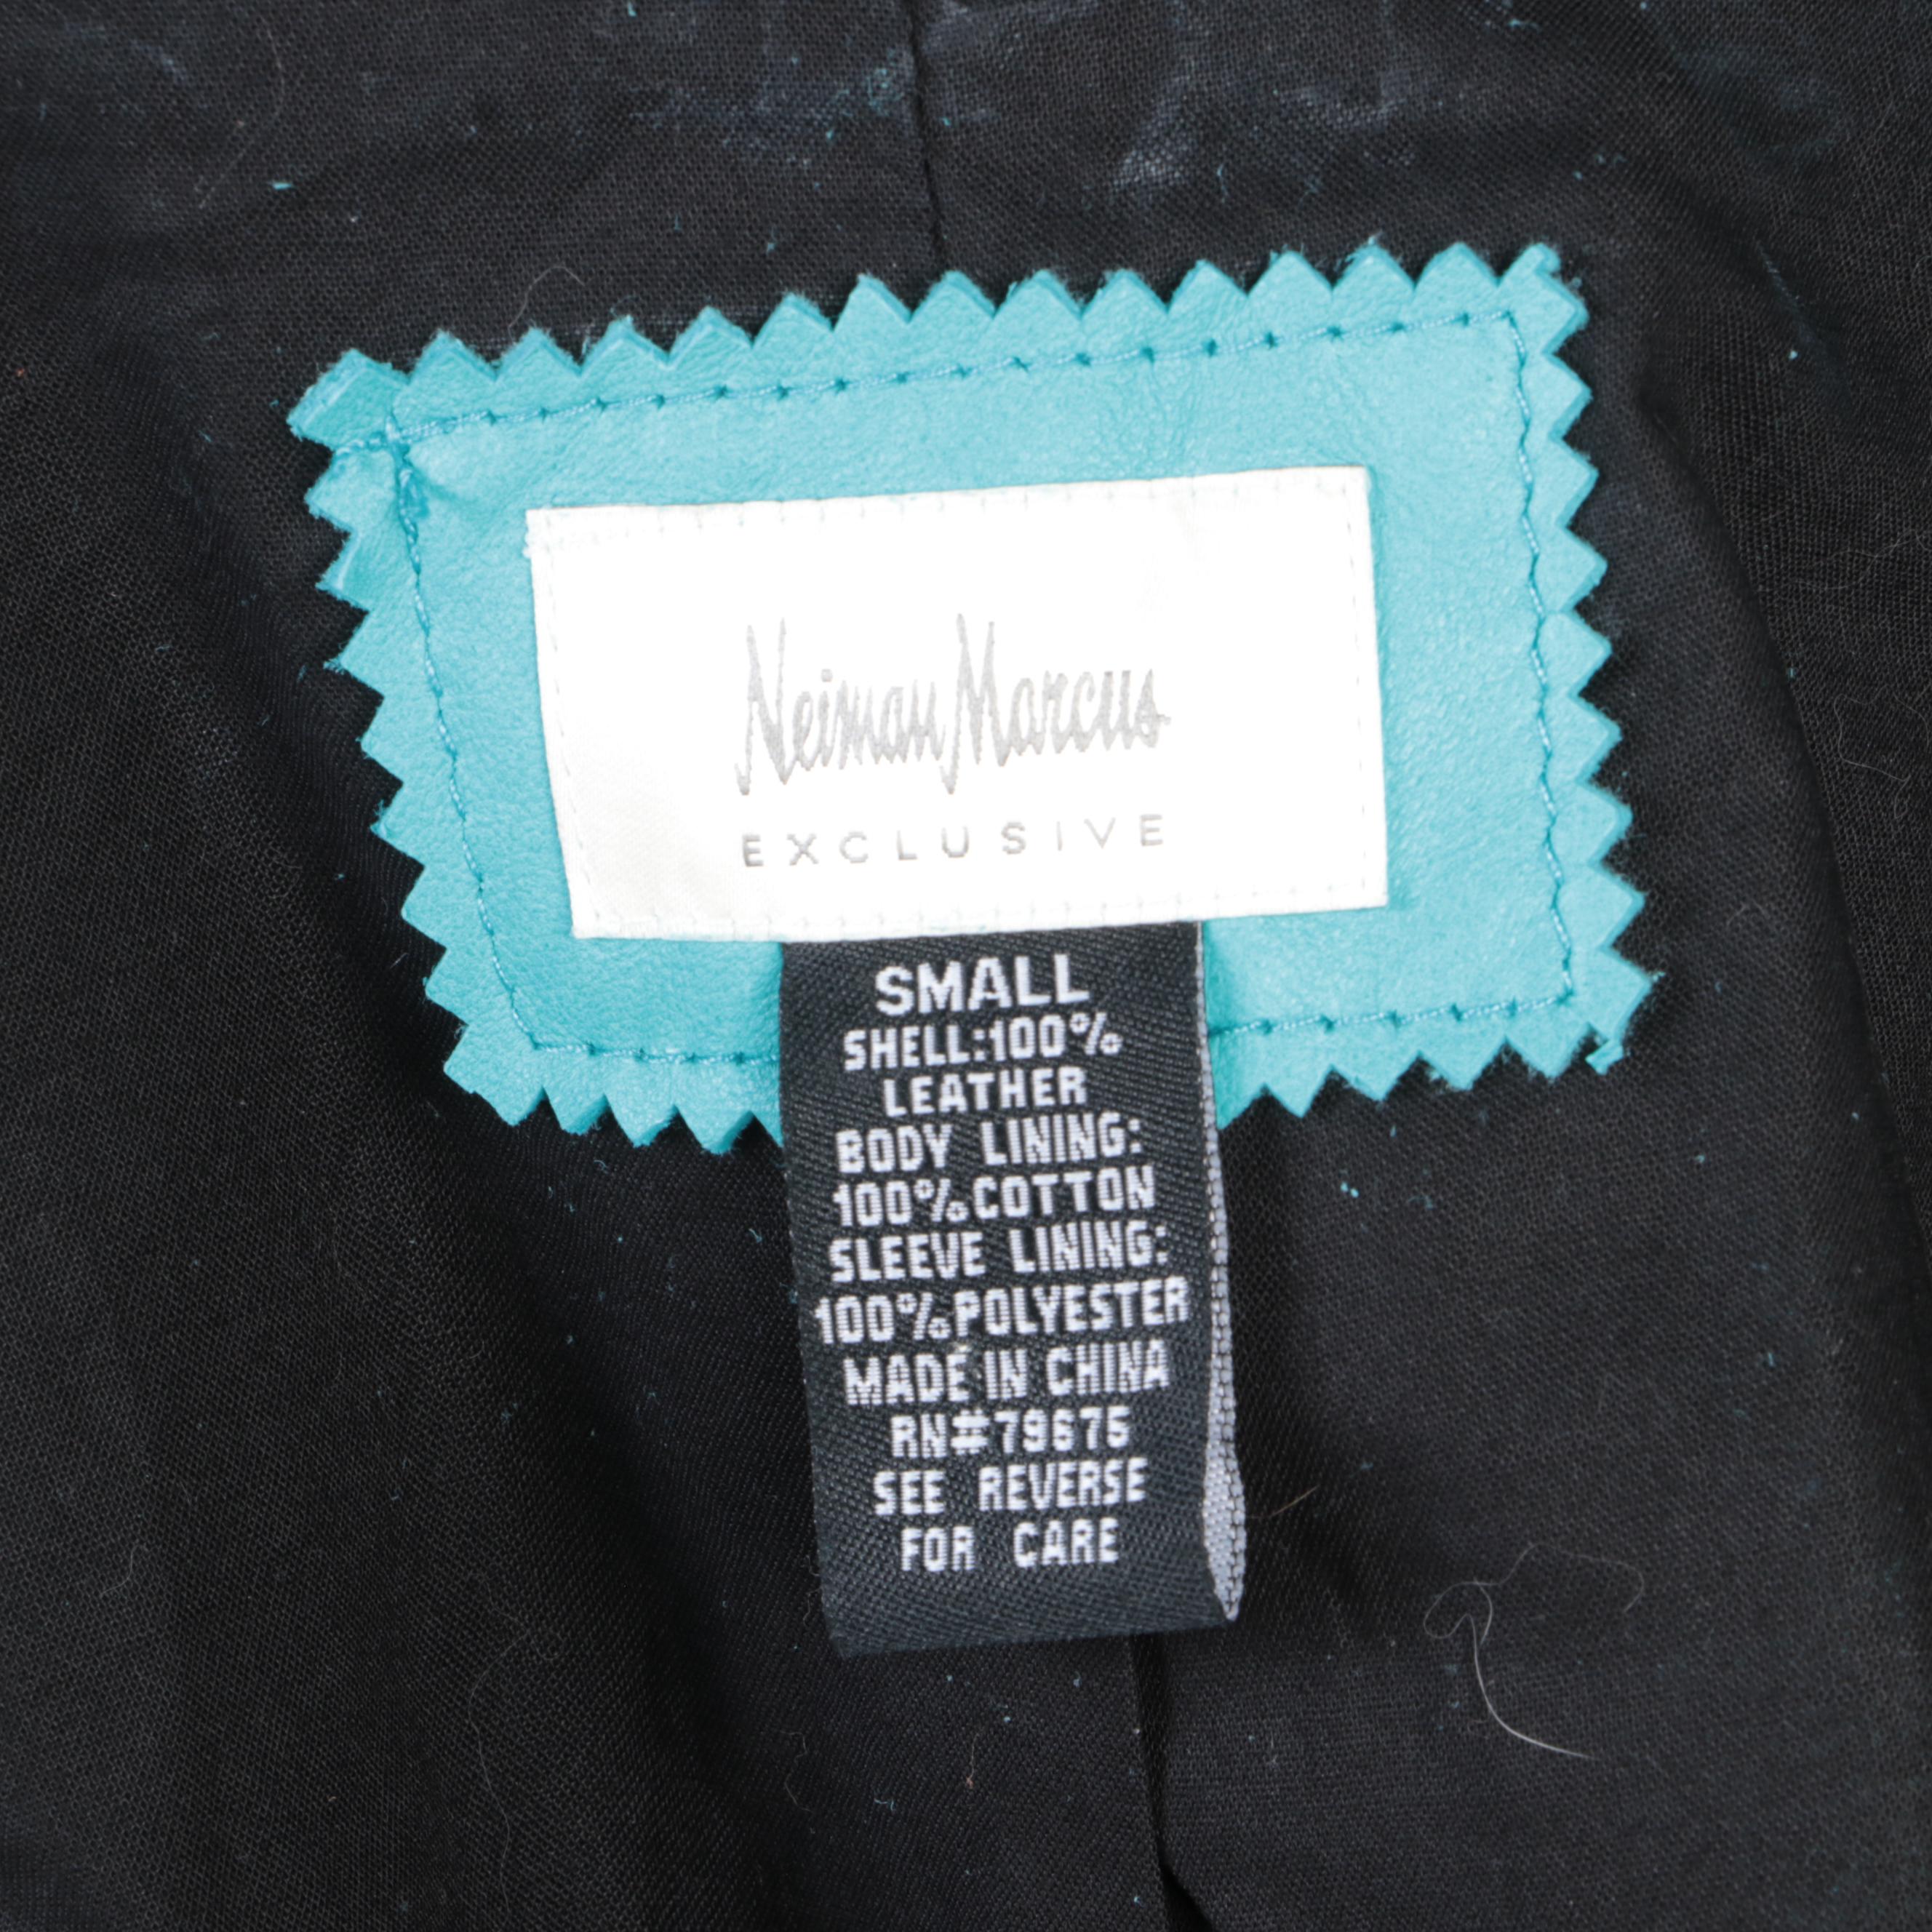 Neiman Marcus
EXCLUSIVE
SMALL
SHELL:100%
LEATHER
BODY LINING:
100%COTTON
SLEEVE LINING:
100%POLYESTER
MADE IN CHINA
RN#79675
SEE REVERSE
FOR CARE